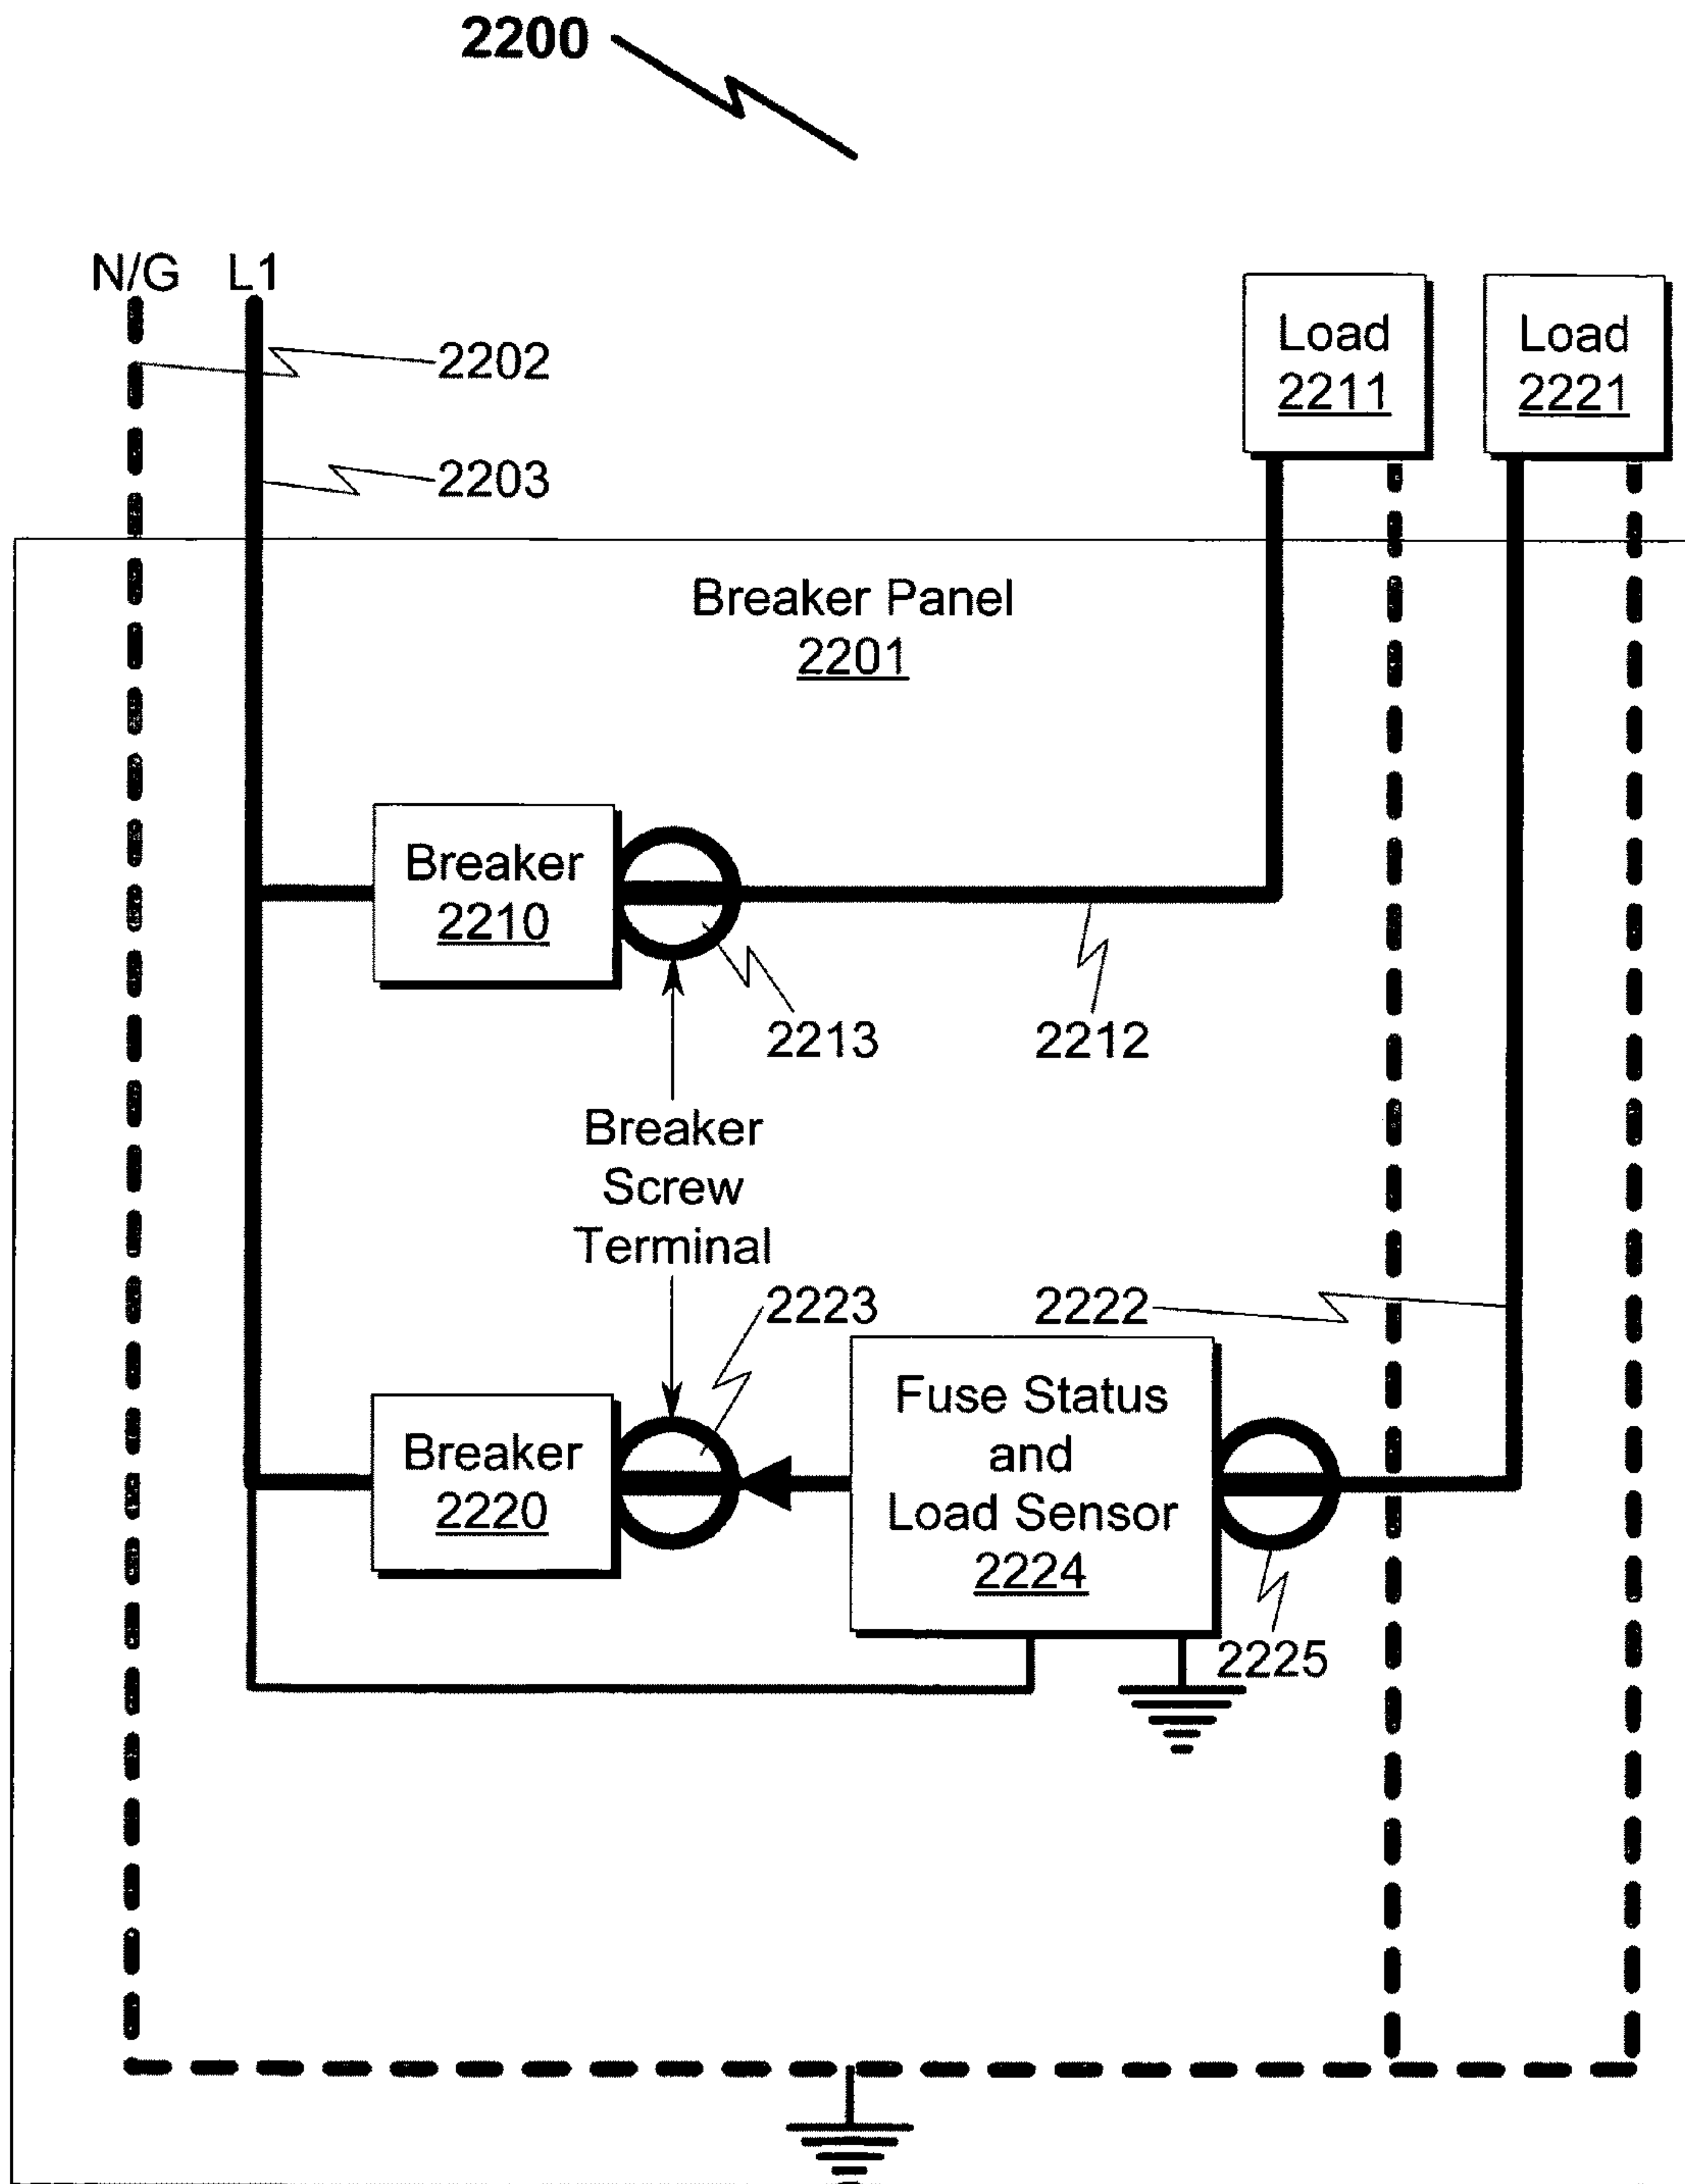 2200
N/G L1
2202
2203
Load
2211
Load
2221
Breaker Panel
2201
Breaker
2210
2213
2212
Breaker
Screw
Terminal
2223
2222
Breaker
2220
Fuse Status
and
Load Sensor
2224
2225